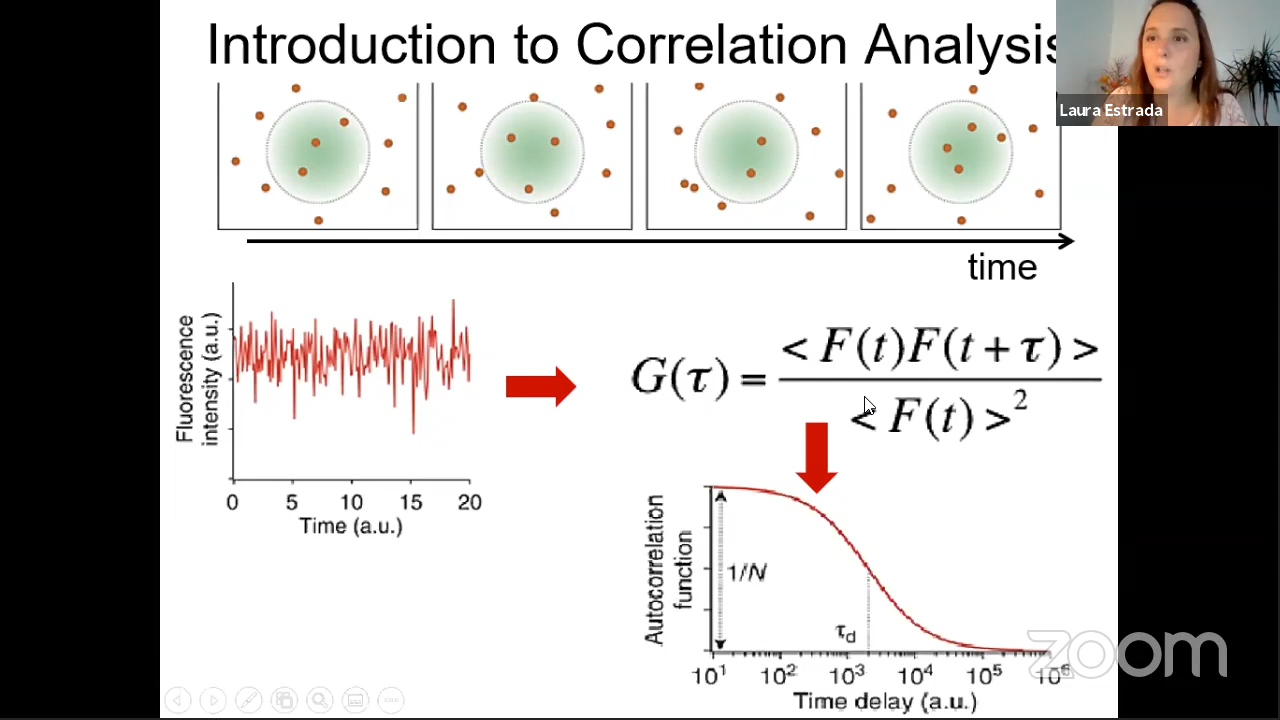 Introduction to Correlation Analysis
Laura Estrada
time
Fluorescence
intensity (a.u.)
0 5 10 15 20
Time (a.u.)
G(τ) = < F(t)F(t + τ) >
< F(t) >²
Autocorrelation
function
1/N
τd
10¹ 10² 10³ 10⁴ 10⁵ 10⁶
Time delay (a.u.)
zoom